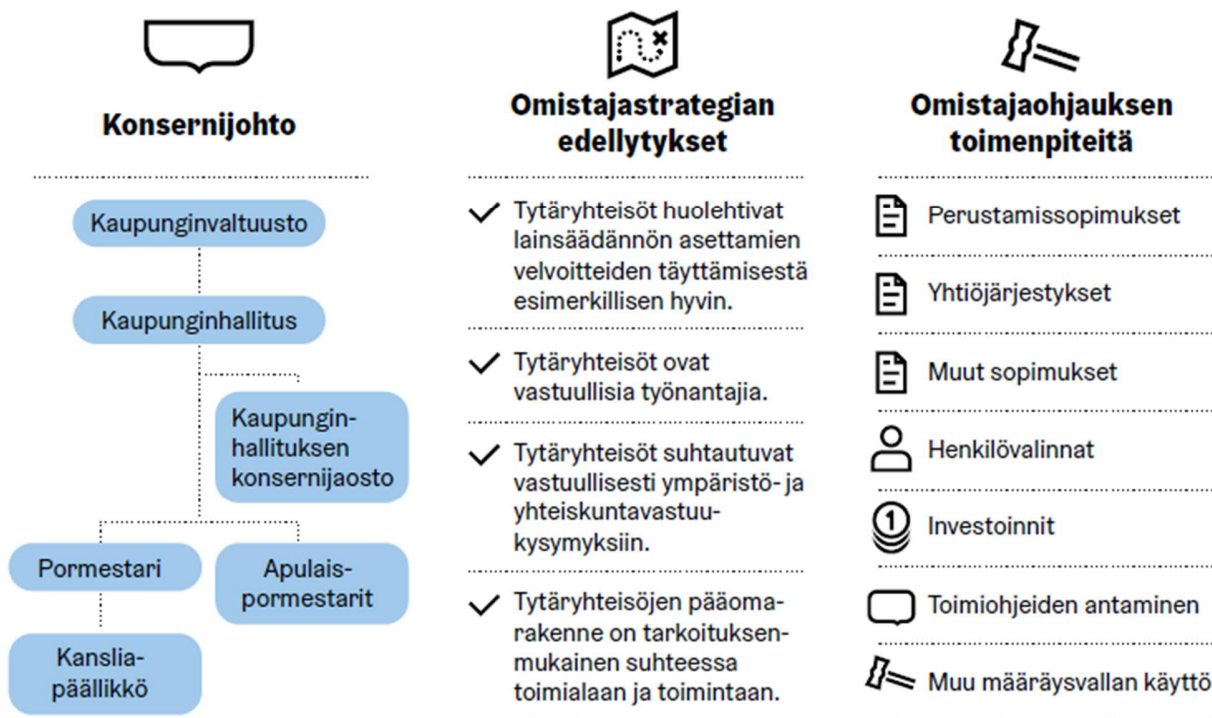 Konsernijohto
Kaupunginvaltuusto
Kaupunginhallitus
Kaupungin-
hallituksen
konsernijaosto
Pormestari
Apulais-
pormestarit
Kanslia-
päällikkö
Omistajastrategian
edellytykset
Tytäryhteisöt huolehtivat
lainsäädännön asettamien
velvoitteiden täyttämisestä
esimerkillisen hyvin.
Tytäryhteisöt ovat
vastuullisia työnantajia.
Tytäryhteisöt suhtautuvat
vastuullisesti ympäristö- ja
yhteiskuntavastuu-
kysymyksiin.
Tytäryhteisöjen pääoma-
rakenne on tarkoituksen-
mukainen suhteessa
toimialaan ja toimintaan.
Omistajaohjauksen
toimenpiteitä
Perustamissopimukset
Yhtiöjärjestykset
Muut sopimukset
Henkilövalinnat
1
Investoinnit
Toimiohjeiden antaminen
Muu määräysvallan käyttö